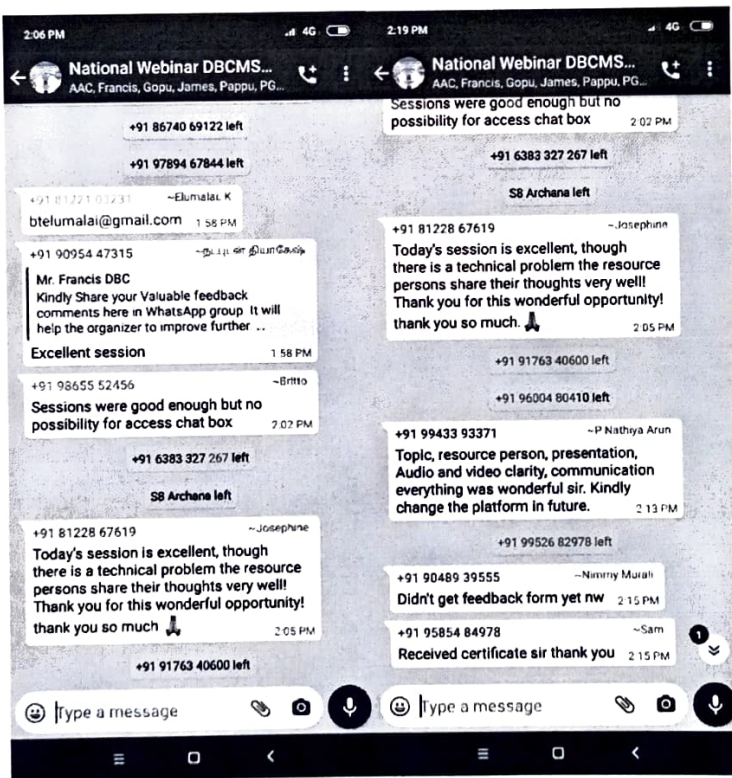 2:06 PM
4G
National Webinar DBCMS...
AAC, Francis, Gopu, James, Pappu, PG...
+91 86740 69122 left
+91 97894 67844 left
+91 81221 03231 ~Elumalai. K
btelumalai@gmail.com 1 58 PM
+91 90954 47315 தியாகேஷ்
Mr. Francis DBC
Kindly Share your Valuable feedback
comments here in WhatsApp group It will
help the organizer to improve further ..
Excellent session 1 58 PM
+91 98655 52456 ~Britto
Sessions were good enough but no
possibility for access chat box 2:02 PM
+91 6383 327 267 left
S8 Archana left
+91 81228 67619 ~Josephine
Today's session is excellent, though
there is a technical problem the resource
persons share their thoughts very well!
Thank you for this wonderful opportunity!
thank you so much 2:05 PM
+91 91763 40600 left
Type a message
2:19 PM
4G
National Webinar DBCMS...
AAC, Francis, Gopu, James, Pappu, PG...
Sessions were good enough but no
possibility for access chat box 2 02 PM
+91 6383 327 267 left
S8 Archana left
+91 81228 67619 ~Josephine
Today's session is excellent, though
there is a technical problem the resource
persons share their thoughts very well!
Thank you for this wonderful opportunity!
thank you so much. 2:05 PM
+91 91763 40600 left
+91 96004 80410 left
+91 99433 93371 ~P Nathiya Arun
Topic, resource person, presentation,
Audio and video clarity, communication
everything was wonderful sir. Kindly
change the platform in future. 2 13 PM
+91 99526 82978 left
+91 90489 39555 ~Nimmy Murali
Didn't get feedback form yet nw 2:15 PM
+91 95854 84978 ~Sam
Received certificate sir thank you 2 15 PM
1
Type a message